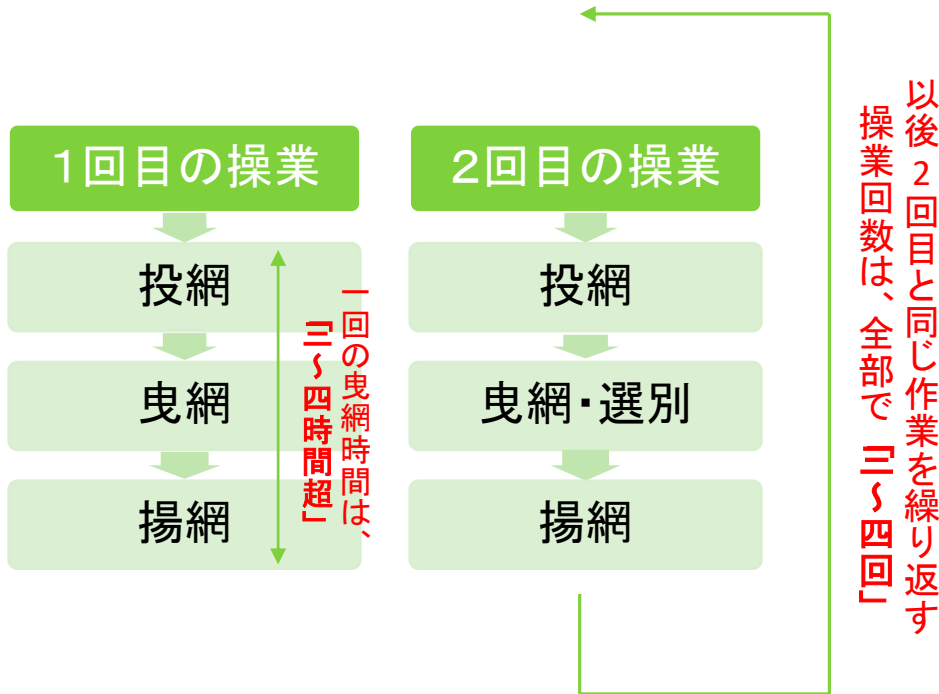 1回目の操業
投網
曳網
揚網
一回の曳網時間は、
「三~四時間超」
2回目の操業
投網
曳網・選別
揚網
以後2回目と同じ作業を繰り返す
操業回数は、全部で「三~四回」